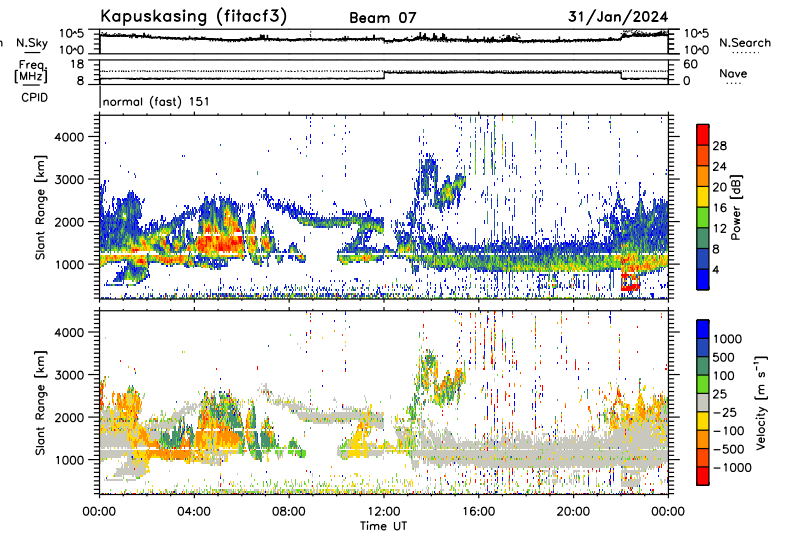 Kapuskasing (fitacf3) Beam 07 31/Jan/2024
N.Sky 10^5 10^0 10^5 10^0 N.Search
Freq. [MHz] 18 8 60 0 Nave
CPID normal (fast) 151
4000
3000
2000
1000
Slant Range [km]
28
24
20
16
12
8
4
Power [dB]
4000
3000
2000
1000
Slant Range [km]
1000
500
100
25
−25
−100
−500
−1000
Velocity [m s⁻¹]
00:00 04:00 08:00 12:00 16:00 20:00 00:00
Time UT